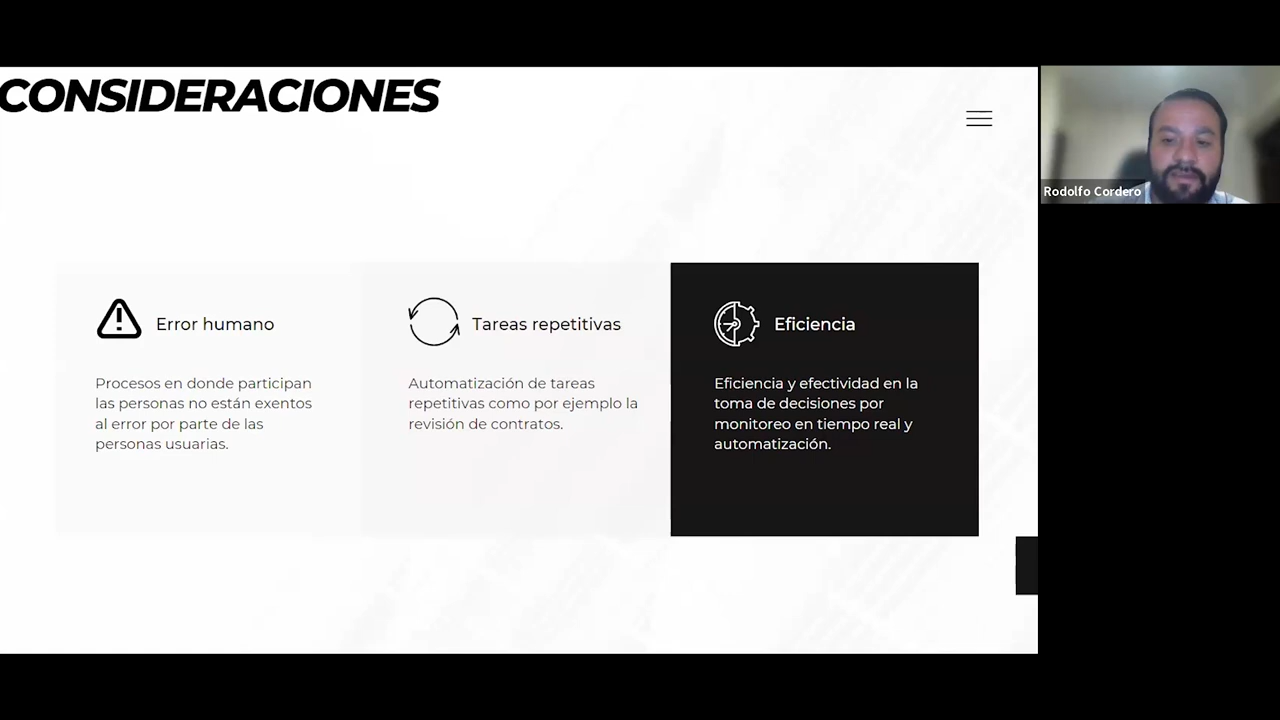 CONSIDERACIONES
Rodolfo Cordero
Error humano
Procesos en donde participan
las personas no están exentos
al error por parte de las
personas usuarias.
Tareas repetitivas
Automatización de tareas
repetitivas como por ejemplo la
revisión de contratos.
Eficiencia
Eficiencia y efectividad en la
toma de decisiones por
monitoreo en tiempo real y
automatización.